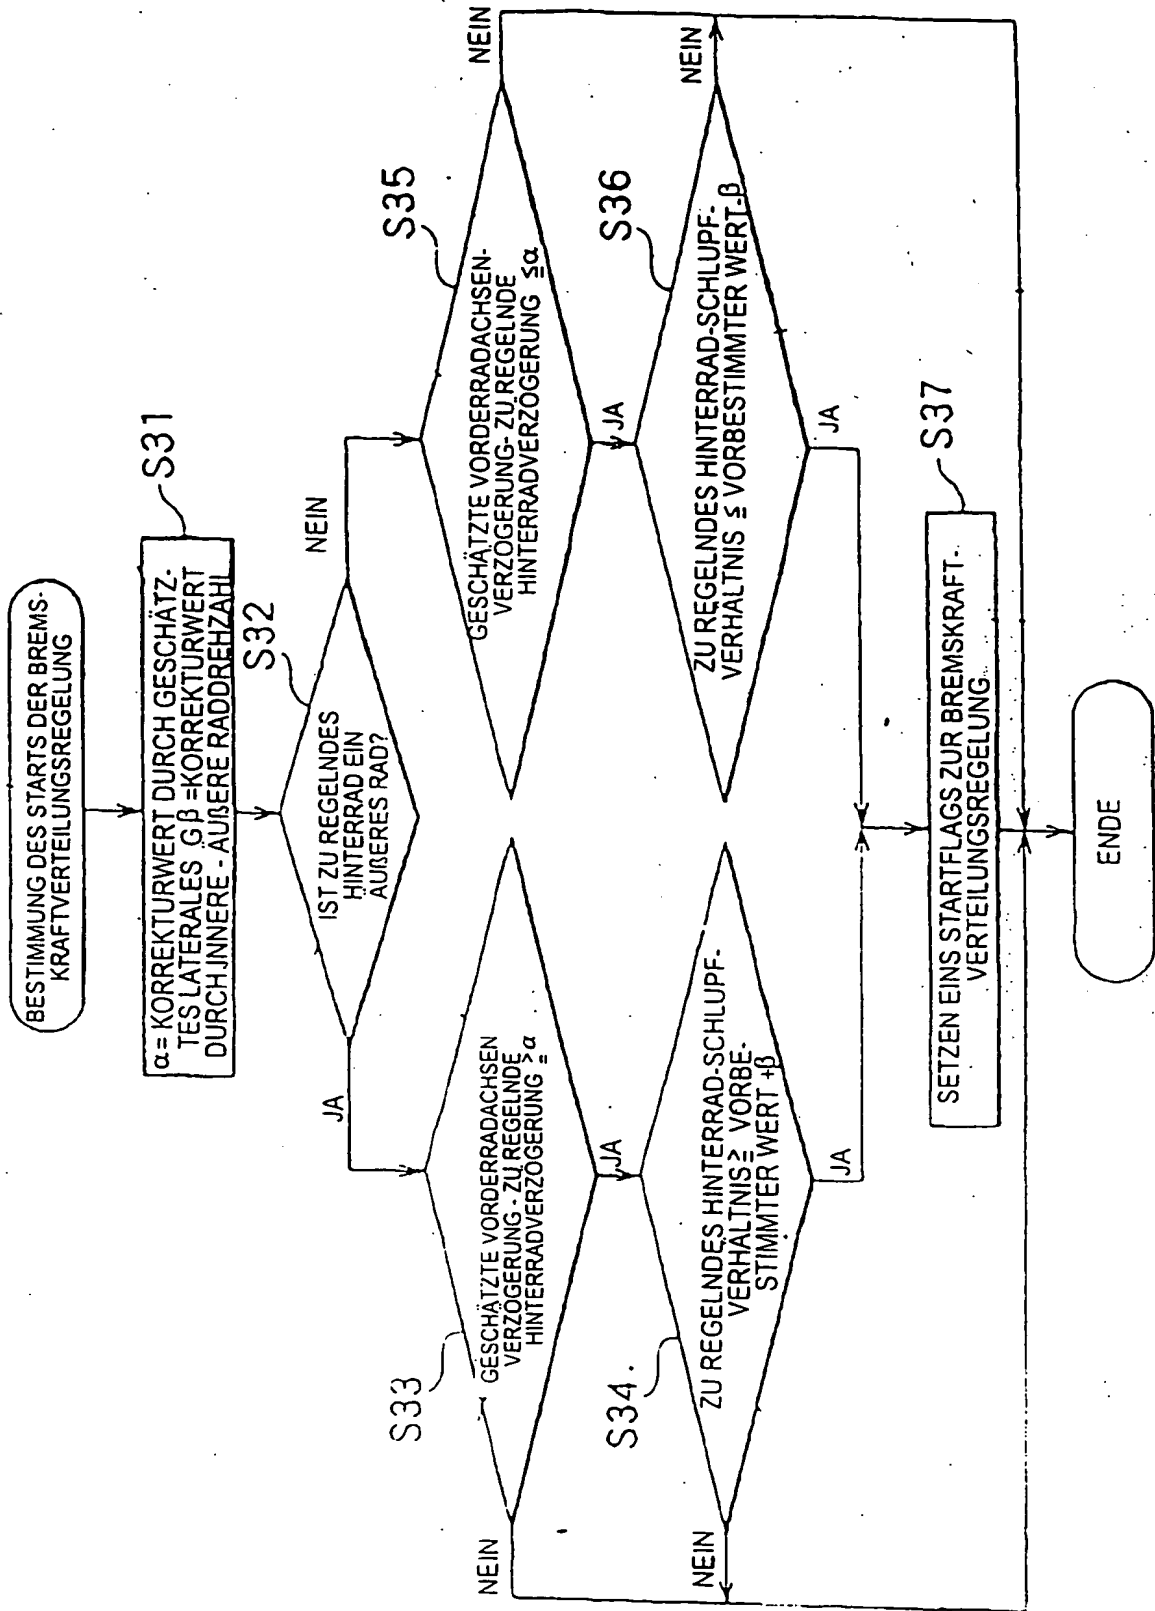 BESTIMMUNG DES STARTS DER BREMS-
KRAFTVERTEILUNGSREGELUNG
S31
α= KORREKTURWERT DURCH GESCHÄTZ-
TES LATERALES G β =KORREKTURWERT
DURCH INNERE - AUßERE RADDREHZAHL
S32
IST ZU REGELNDES
HINTERRAD EIN
ÄUßERES RAD?
JA
NEIN
S33
GESCHÄTZTE VORDERRADACHSEN
VERZÖGERUNG - ZU REGELNDE
HINTERRADVERZÖGERUNG ≧α
NEIN
JA
S35
GESCHÄTZTE VORDERRADACHSEN-
VERZÖGERUNG- ZU REGELNDE
HINTERRADVERZÖGERUNG ≦α
NEIN
JA
S34.
ZU REGELNDES HINTERRAD-SCHLUPF-
VERHÄLTNIS ≧ VORBE-
STIMMTER WERT +β
NEIN
JA
S36
ZU REGELNDES HINTERRAD-SCHLUPF-
VERHÄLTNIS ≦ VORBESTIMMTER WERT-β
NEIN
JA
S37
SETZEN EINS STARTFLAGS ZUR BREMSKRAFT-
VERTEILUNGSREGELUNG
ENDE